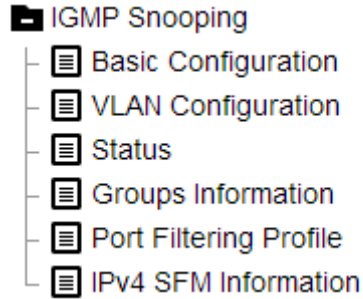 IGMP Snooping
Basic Configuration
VLAN Configuration
Status
Groups Information
Port Filtering Profile
IPv4 SFM Information